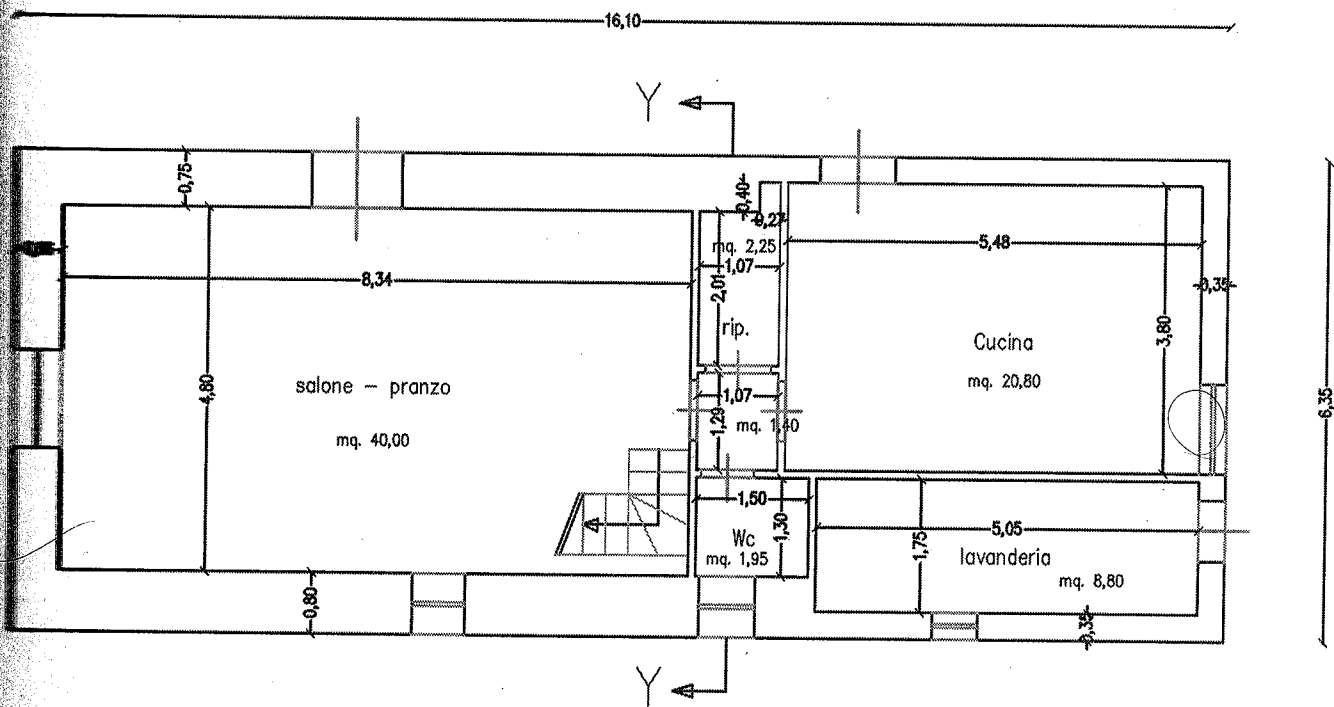 16,10
Y
0,75
0,40
0,27
mq. 2,25
1,07
5,48
8,34
2,01
0,35
rip.
3,80
Cucina
mq. 20,80
salone - pranzo
4,80
mq. 40,00
6,35
1,07
1,29
mq. 1,40
1,50
1,30
Wc
mq. 1,95
5,05
1,75
lavanderia
mq. 8,80
0,80
0,35
Y